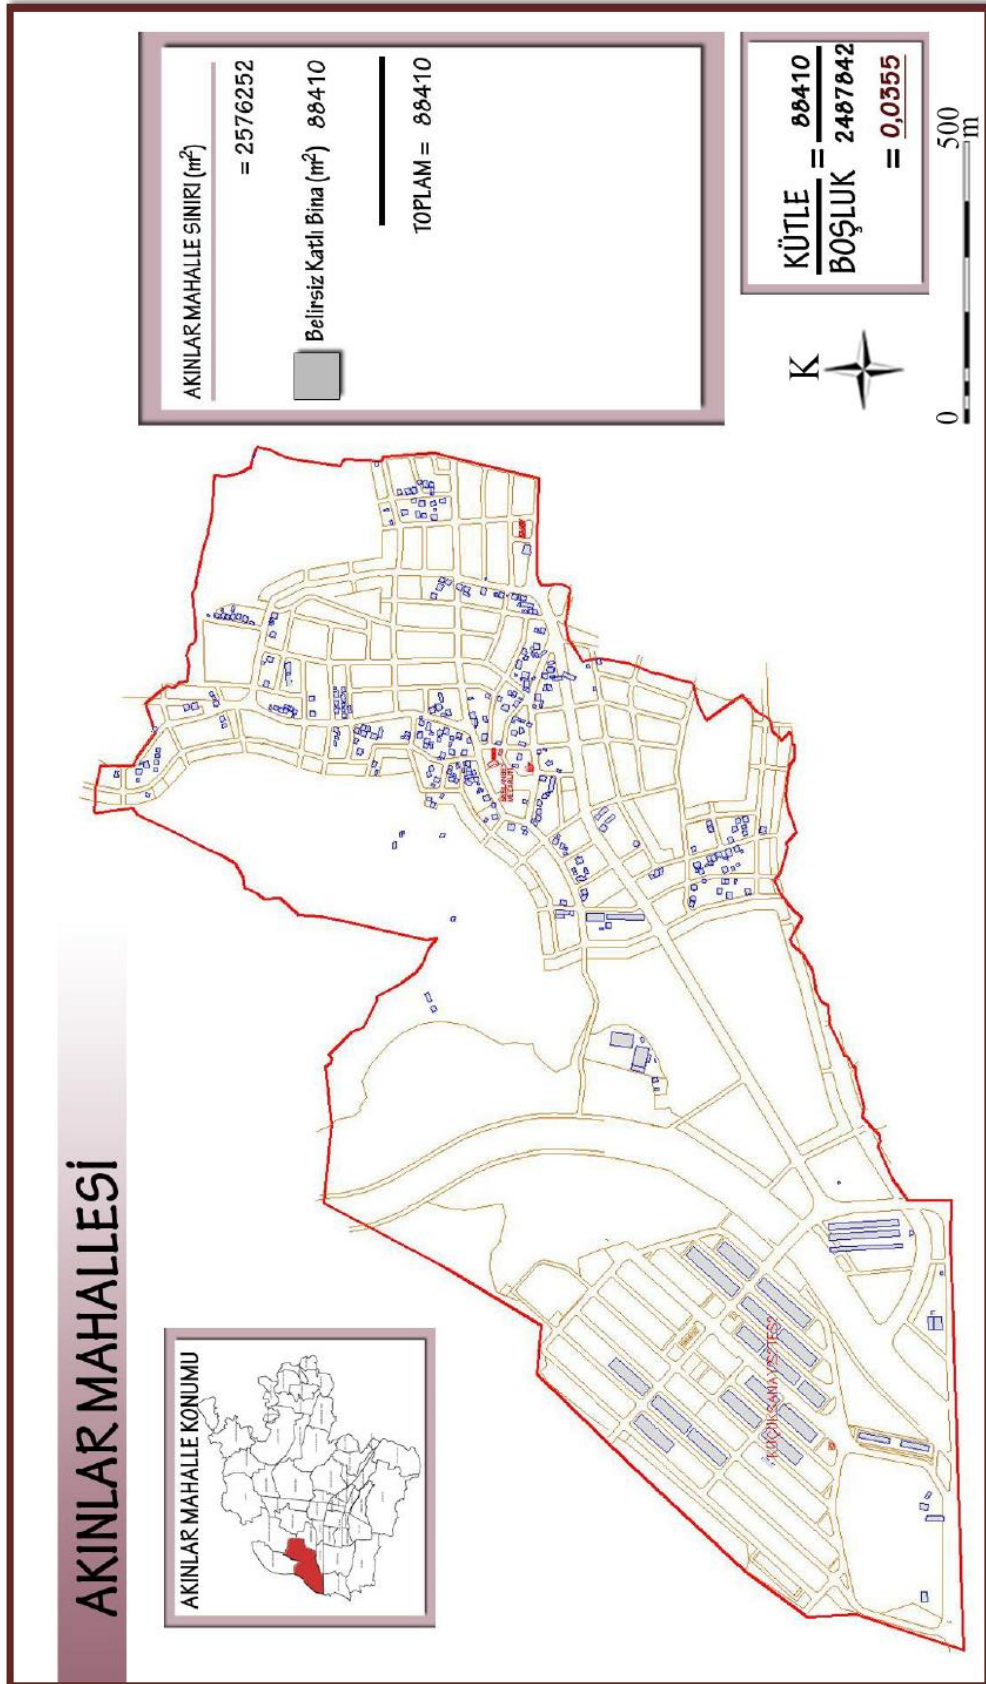 AKINLAR MAHALLESİ
AKINLAR MAHALLE KONUMU
AKINLAR MAHALLE SINIRI (m²)
= 2576252
Belirsiz Katlı Bina (m²) 88410
TOPLAM = 88410
KÜTLE = 88410
BOŞLUK 2487842
= 0,0355
K
0 500
m